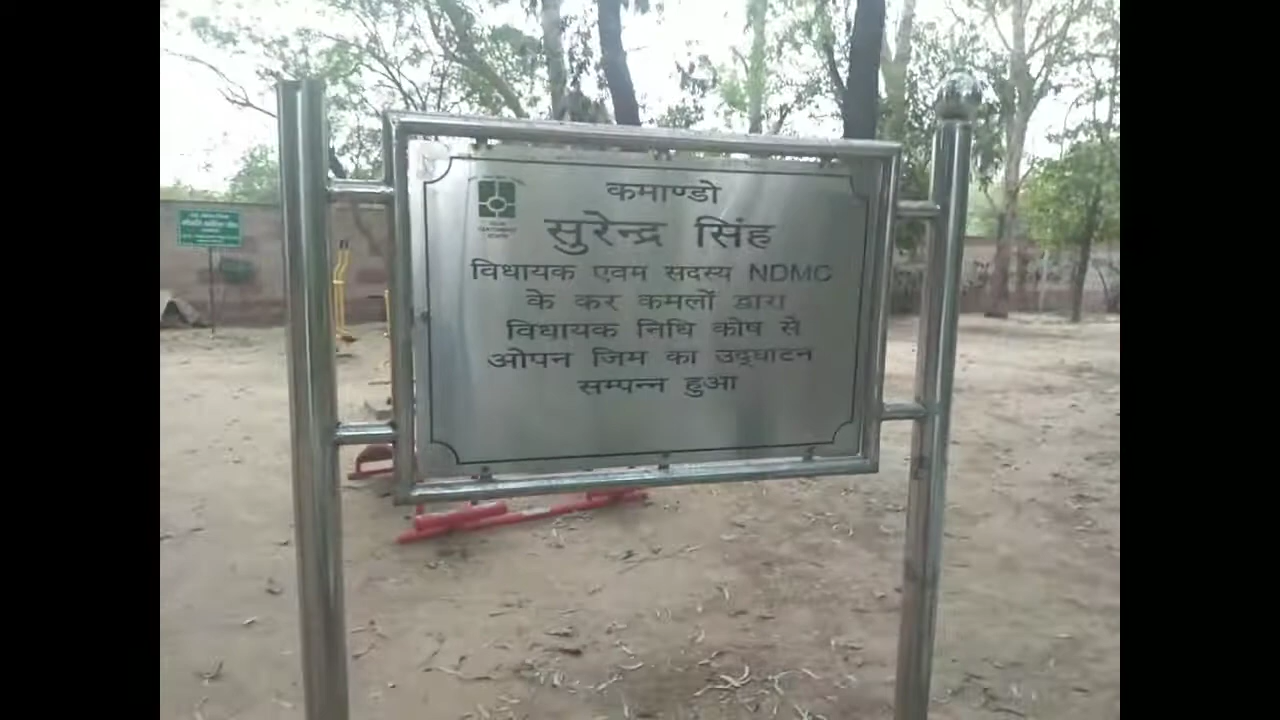 कमाण्डो
सुरेन्द्र सिंह
विधायक एवम सदस्य NDMC
के कर कमलों द्वारा
विधायक निधि कोष से
ओपन जिम का उद्घाटन
सम्पन्न हुआ